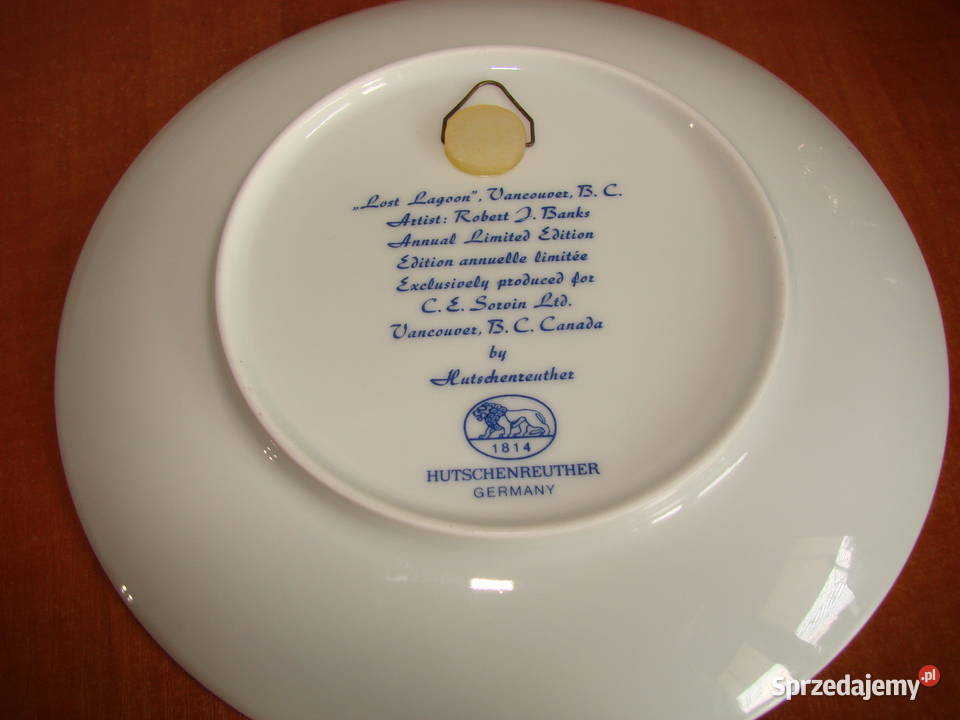 „Lost Lagoon”, Vancouver, B. C.
Artist: Robert J. Banks
Annual Limited Edition
Edition annuelle limitée
Exclusively produced for
C. E. Sorvin Ltd.
Vancouver, B. C. Canada
by
Hutschenreuther
1814
HUTSCHENREUTHER
GERMANY
Sprzedajemy.pl